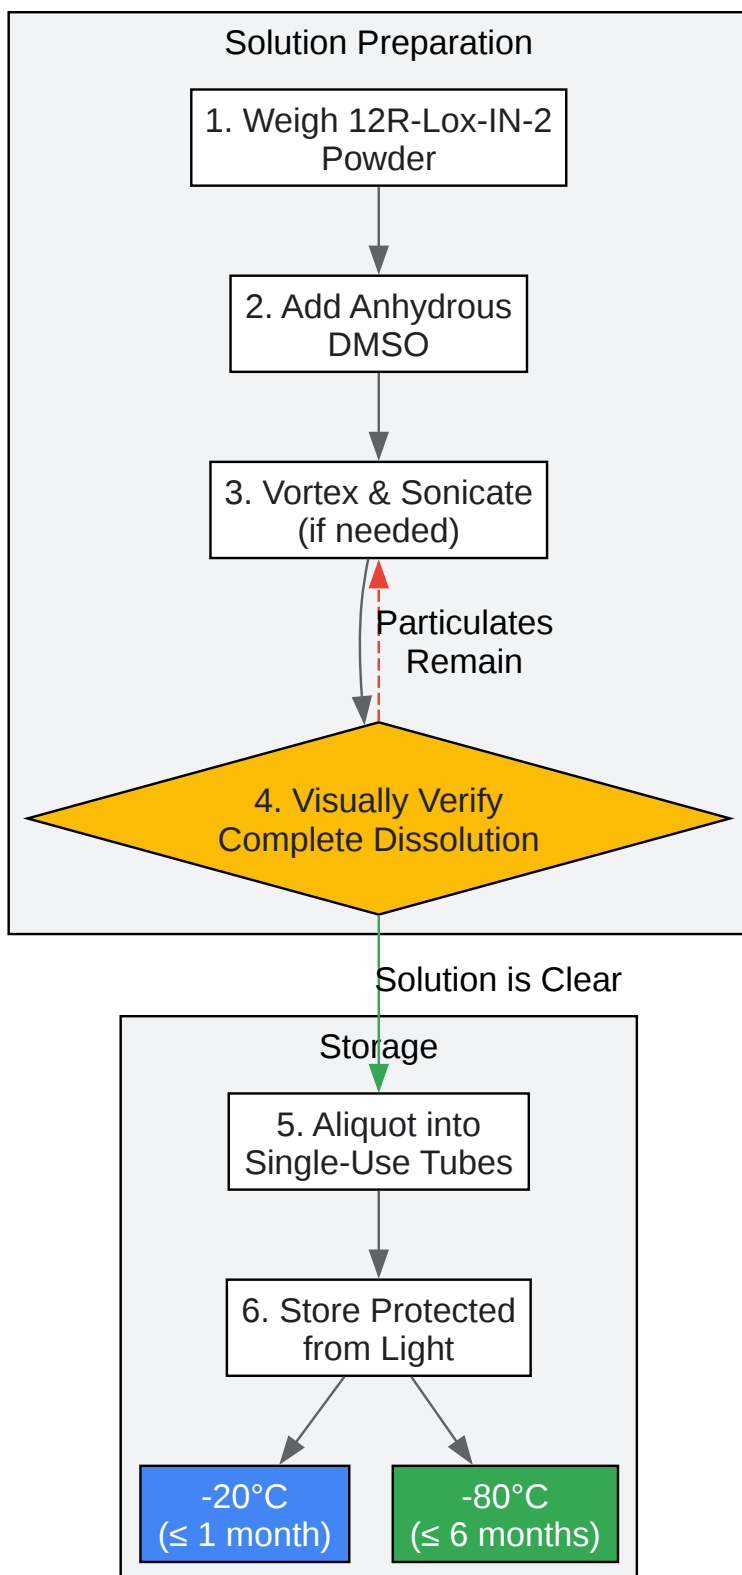 Solution Preparation
1. Weigh 12R-Lox-IN-2
Powder
2. Add Anhydrous
DMSO
3. Vortex & Sonicate
(if needed)
Particulates
Remain
4. Visually Verify
Complete Dissolution
Solution is Clear
Storage
5. Aliquot into
Single-Use Tubes
6. Store Protected
from Light
-20°C
(≤ 1 month)
-80°C
(≤ 6 months)